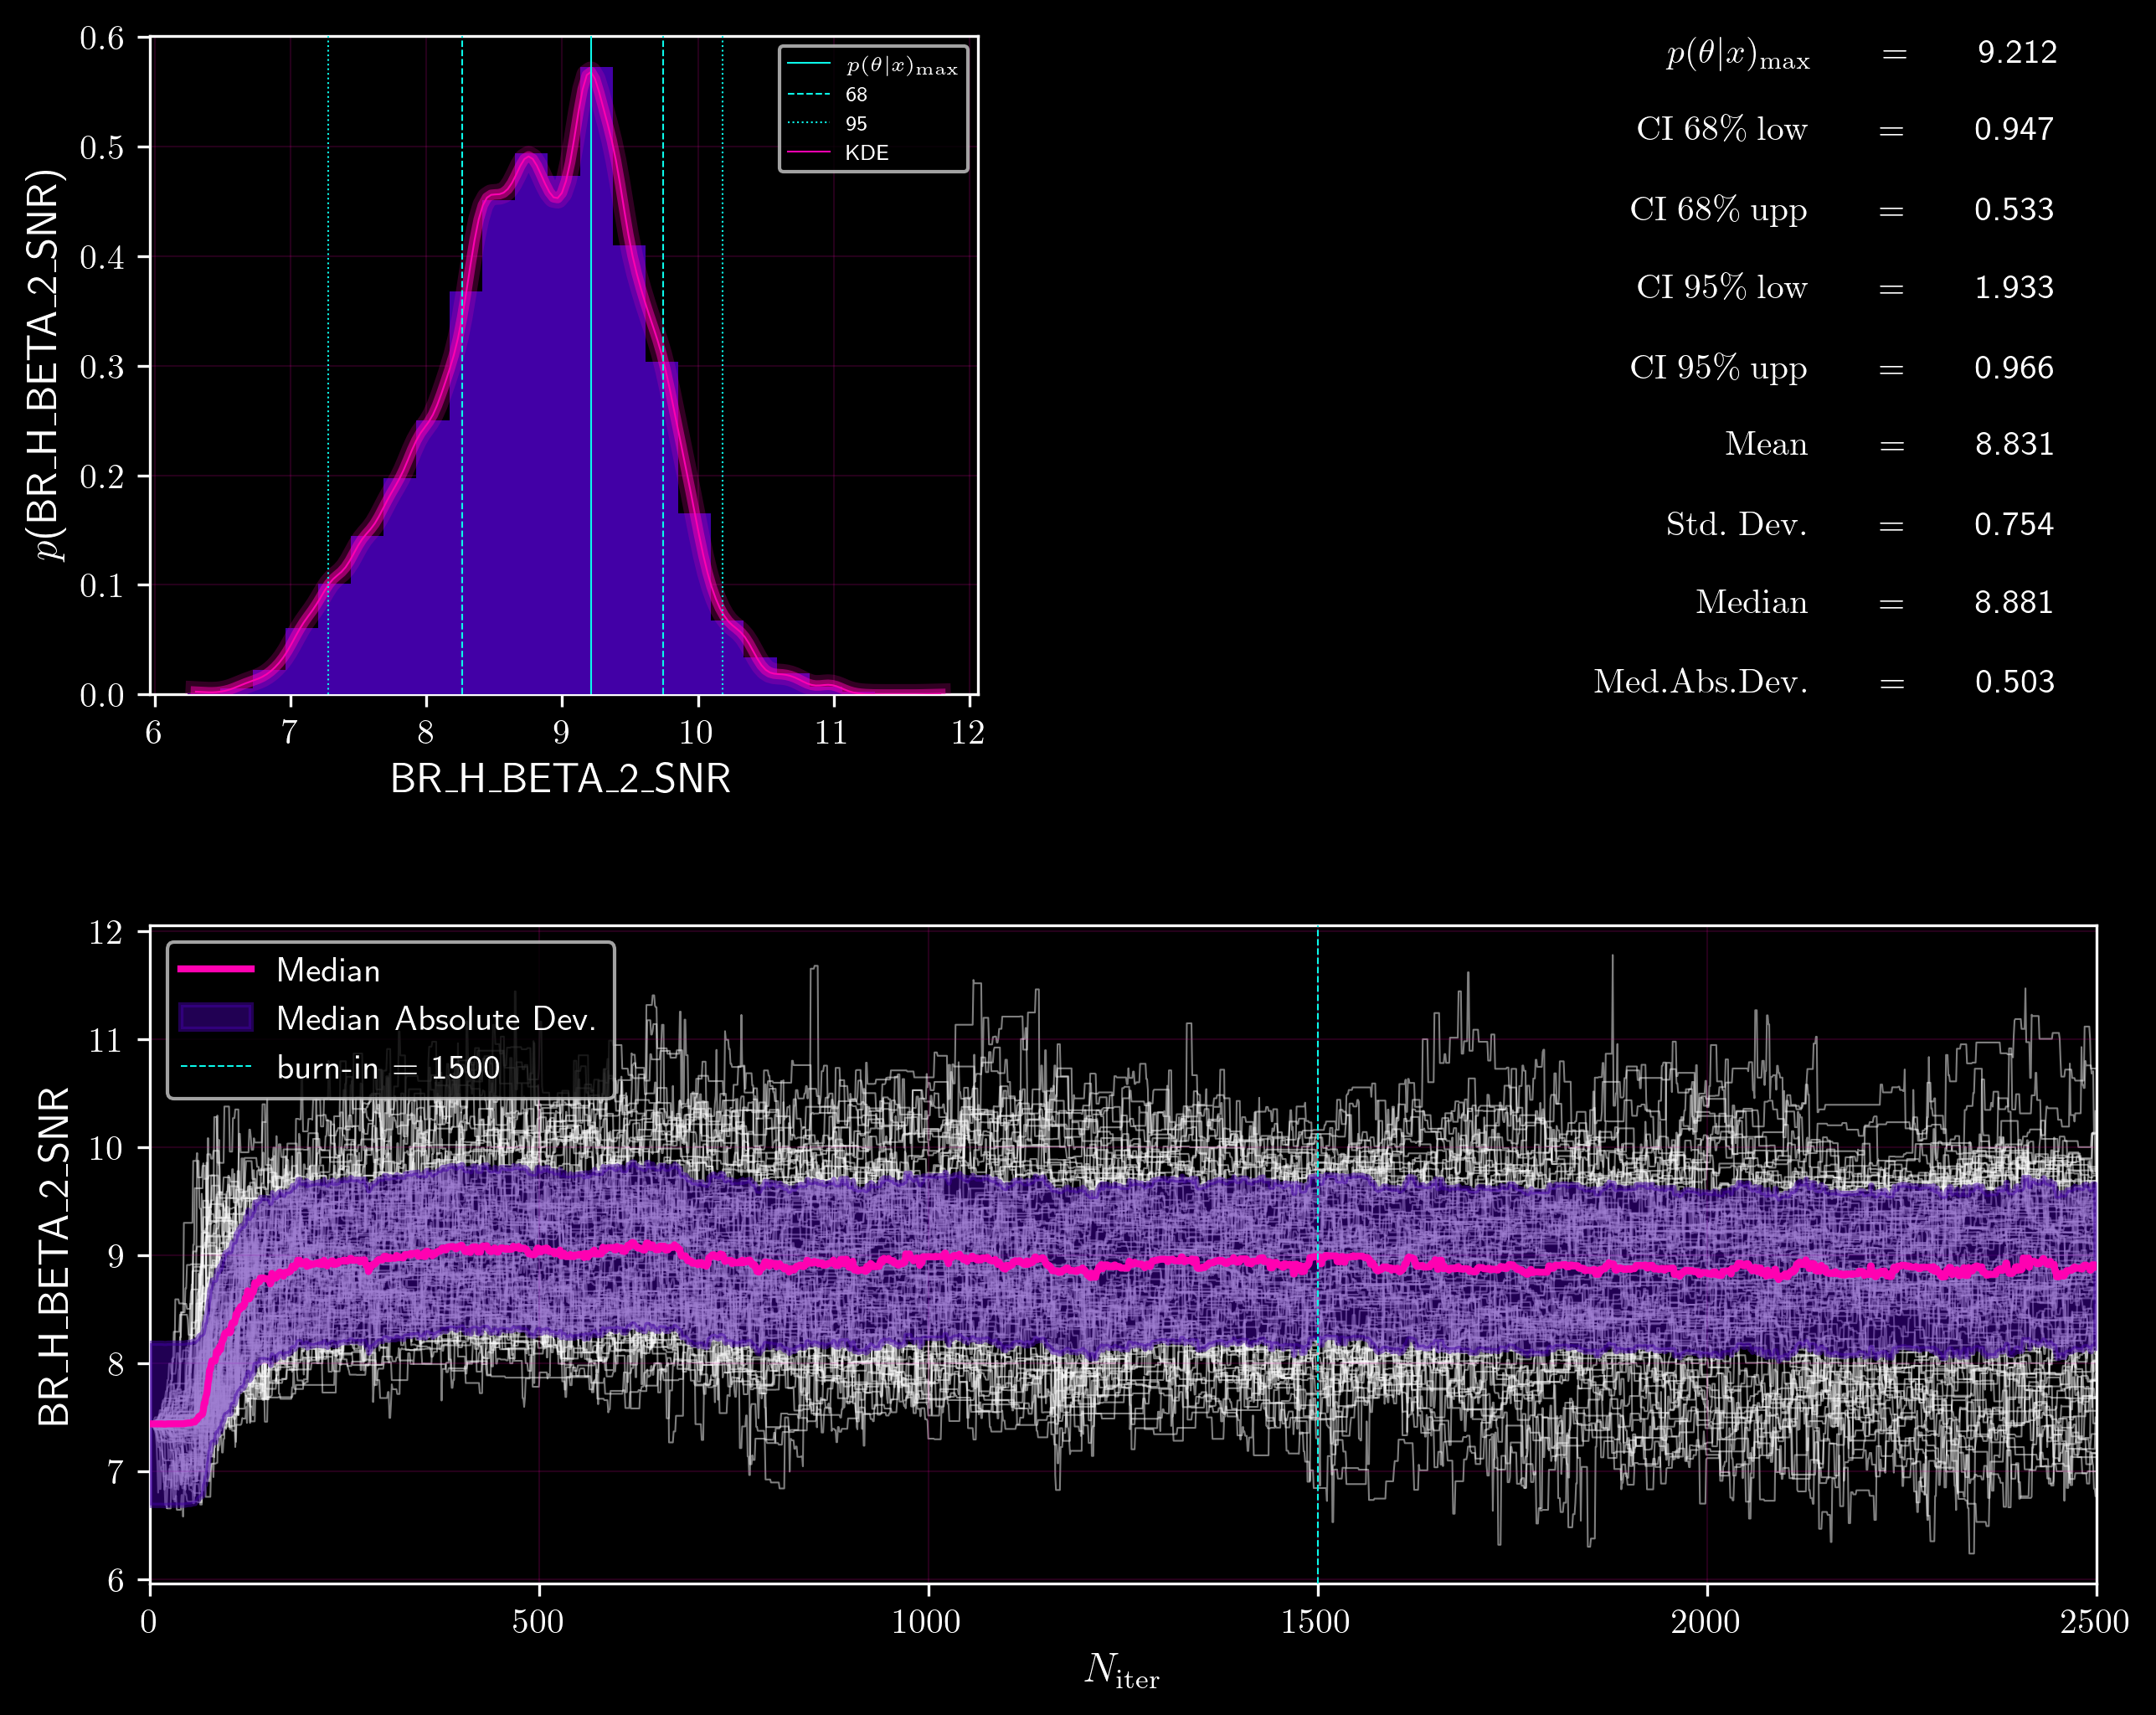 0.6
0.5
0.4
0.3
0.2
0.1
0.0
p(BR_H_BETA_2_SNR)
p(θ|x)max
68
95
KDE
6 7 8 9 10 11 12
BR_H_BETA_2_SNR
p(θ|x)max = 9.212
CI 68% low = 0.947
CI 68% upp = 0.533
CI 95% low = 1.933
CI 95% upp = 0.966
Mean = 8.831
Std. Dev. = 0.754
Median = 8.881
Med.Abs.Dev. = 0.503
12
11
10
9
8
7
6
BR_H_BETA_2_SNR
Median
Median Absolute Dev.
burn-in = 1500
0 500 1000 1500 2000 2500
Niter